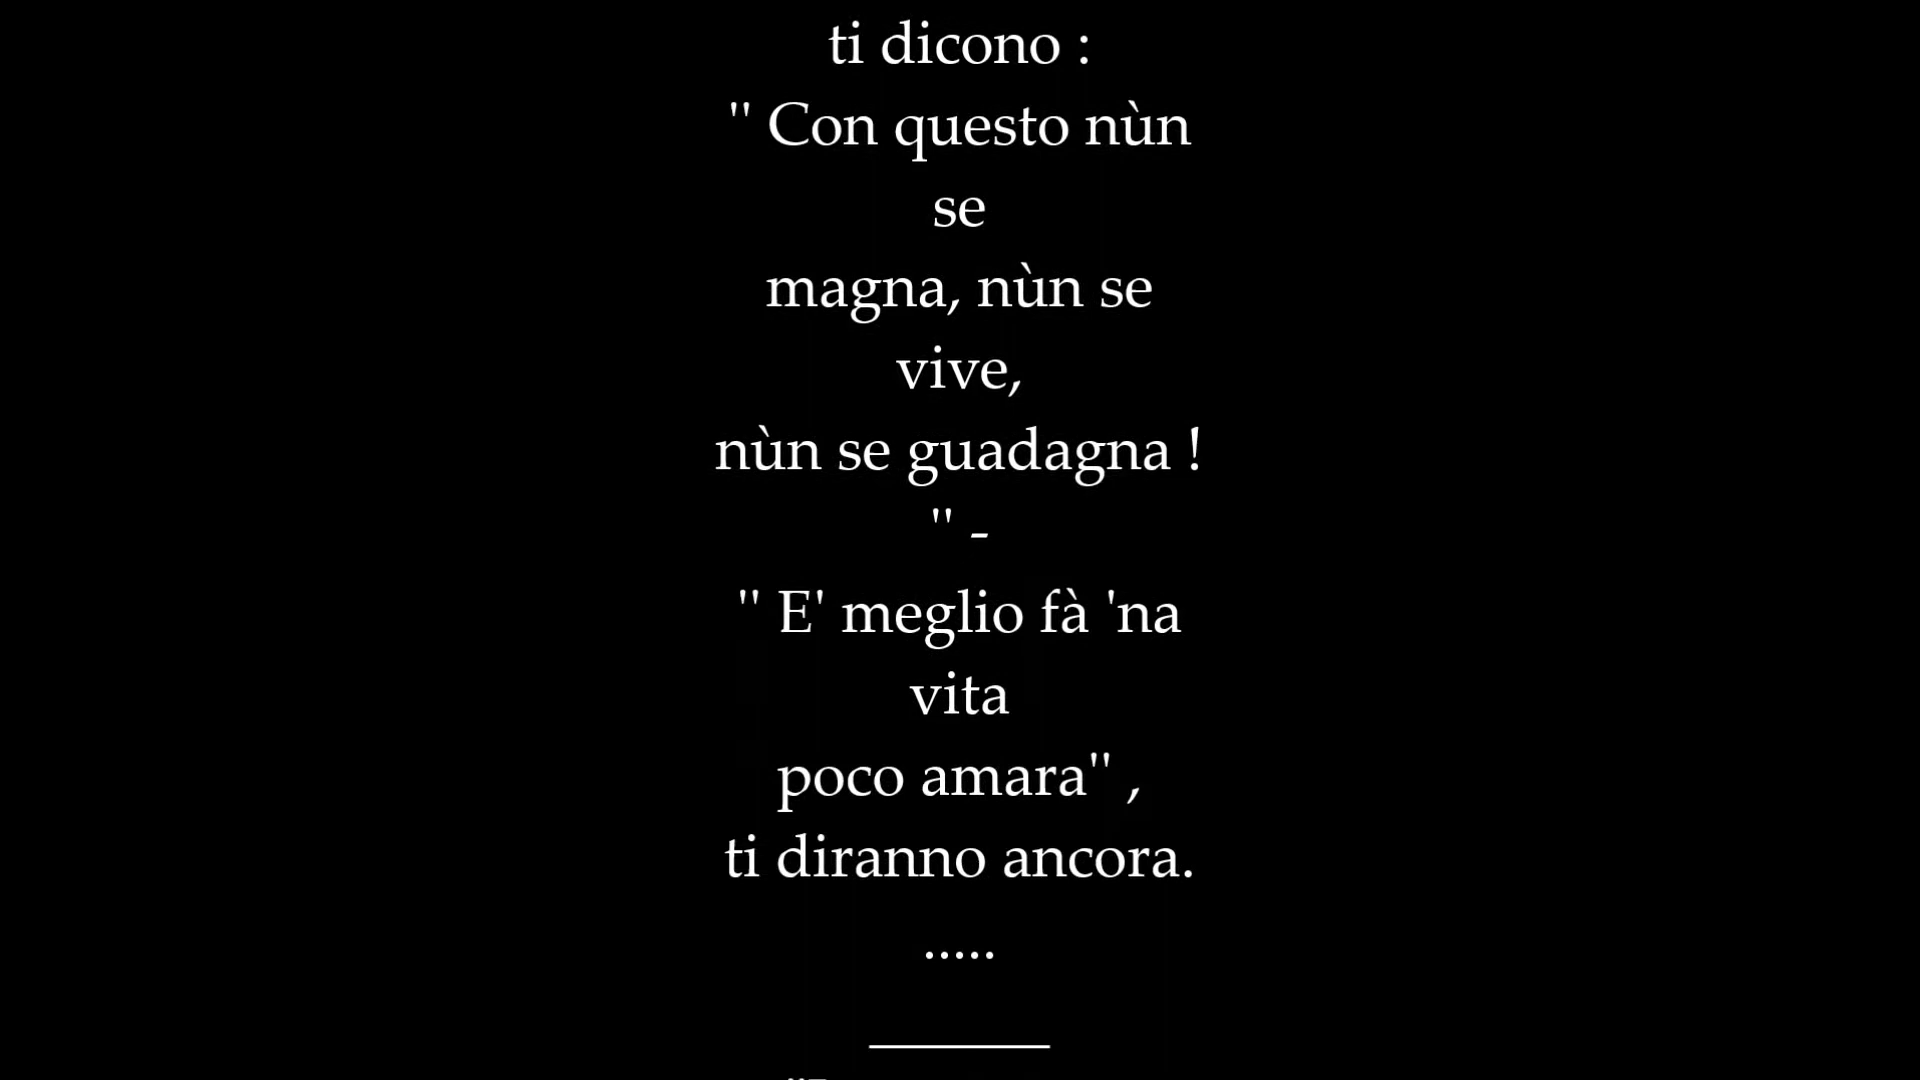 ti dicono :
" Con questo nùn
se
magna, nùn se
vive,
nùn se guadagna !
" -
" E' meglio fà 'na
vita
poco amara" ,
ti diranno ancora.
.....